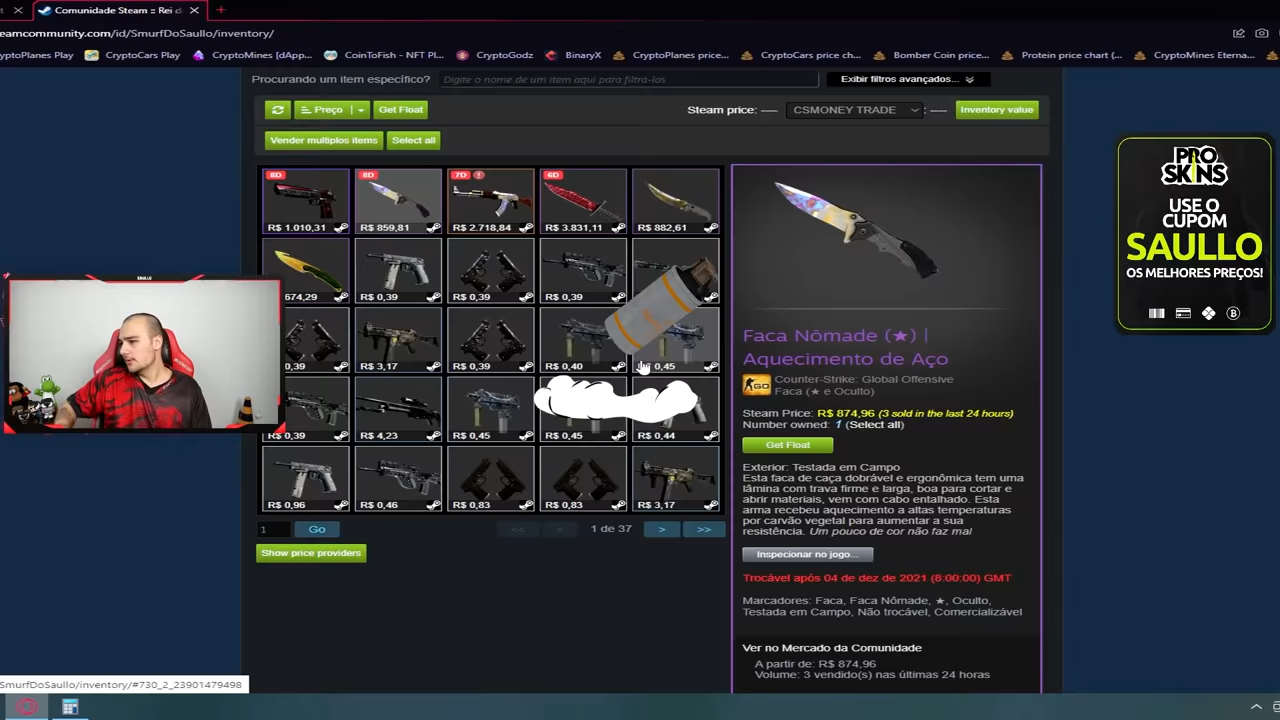 Comunidade Steam :: Rei d
eamcommunity.com/id/SmurfDoSaullo/inventory/
yptoPlanes Play
CryptoCars Play
CryptoMines [dApp...
CoinToFish - NFT Pl...
CryptoGodz
BinaryX
CryptoPlanes price...
CryptoCars price ch...
Bomber Coin price...
Protein price chart (...
CryptoMines Eterna...
Procurando um item específico?
Digite o nome de um item aqui para filtrá-los
Exibir filtros avançados...
Preço
Get Float
Steam price: —
CSMONEY TRADE
: —
Inventory value
Vender multiplos items
Select all
8D
8D
7D
6D
R$ 1.010,31
R$ 859,81
R$ 2.718,84
R$ 3.831,11
R$ 882,61
674,29
R$ 0,39
R$ 0,39
R$ 0,39
0,39
R$ 3,17
R$ 0,39
R$ 0,40
0,45
R$ 0,39
R$ 4,23
R$ 0,45
R$ 0,45
R$ 0,44
R$ 0,96
R$ 0,46
R$ 0,83
R$ 0,83
R$ 3,17
1
Go
<<
<
1 de 37
>
>>
Show price providers
Faca Nômade (★) |
Aquecimento de Aço
Counter-Strike: Global Offensive
Faca (★ e Oculto)
Steam Price: R$ 874,96 (3 sold in the last 24 hours)
Number owned: 1 (Select all)
Get Float
Exterior: Testada em Campo
Esta faca de caça dobrável e ergonômica tem uma
lâmina com trava firme e larga, boa para cortar e
abrir materiais, vem com cabo entalhado. Esta
arma recebeu aquecimento a altas temperaturas
por carvão vegetal para aumentar a sua
resistência. Um pouco de cor não faz mal
Inspecionar no jogo...
Trocável após 04 de dez de 2021 (8:00:00) GMT
Marcadores: Faca, Faca Nômade, ★, Oculto,
Testada em Campo, Não trocável, Comercializável
Ver no Mercado da Comunidade
A partir de: R$ 874,96
Volume: 3 vendido(s) nas últimas 24 horas
PRO
SKINS
USE O
CUPOM
SAULLO
OS MELHORES PREÇOS!
SAULLO
SmurfDoSaullo/inventory/#730_2_23901479498